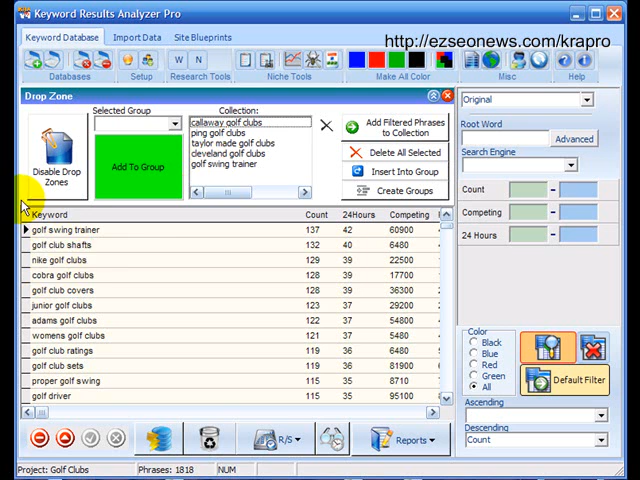 Keyword Results Analyzer Pro
Keyword Database
Import Data
Site Blueprints
http://ezseonews.com/krapro
W N
Databases
Setup
Research Tools
Niche Tools
Make All Color
Misc
Help
Drop Zone
Original
Selected Group
Collection:
callaway golf clubs
ping golf clubs
taylor made golf clubs
cleveland golf clubs
golf swing trainer
Disable Drop
Zones
Add To Group
Add Filtered Phrases
to Collection
Delete All Selected
Insert Into Group
Create Groups
Root Word
Advanced
Search Engine
Count
Competing
24 Hours
Keyword Count 24Hours Competing
golf swing trainer 137 42 60900
golf club shafts 132 40 6480
nike golf clubs 129 39 22500
cobra golf clubs 128 39 17700
golf club covers 128 39 6480
junior golf clubs 123 37 29200
adams golf clubs 122 37 54800
womens golf clubs 121 37 5480
golf club ratings 119 36 6480
golf club sets 119 36 81900
proper golf swing 115 35 8710
golf driver 115 35 95100
Color
Black
Blue
Red
Green
All
Default Filter
Ascending
Descending
Count
R/S
Reports
Project: Golf Clubs
Phrases: 1818
NUM